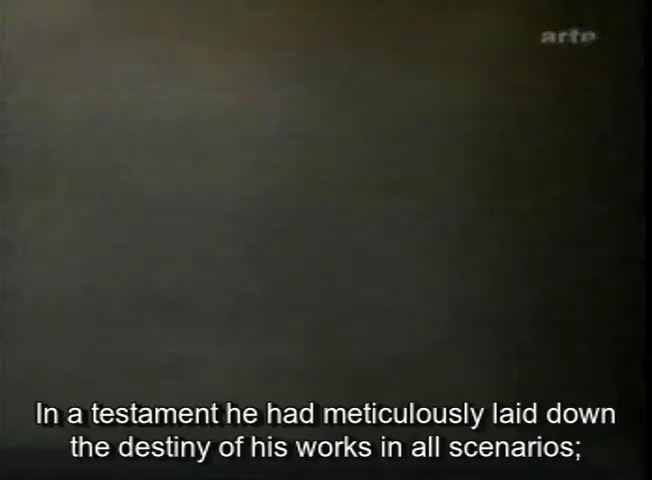 arte
In a testament he had meticulously laid down
the destiny of his works in all scenarios;